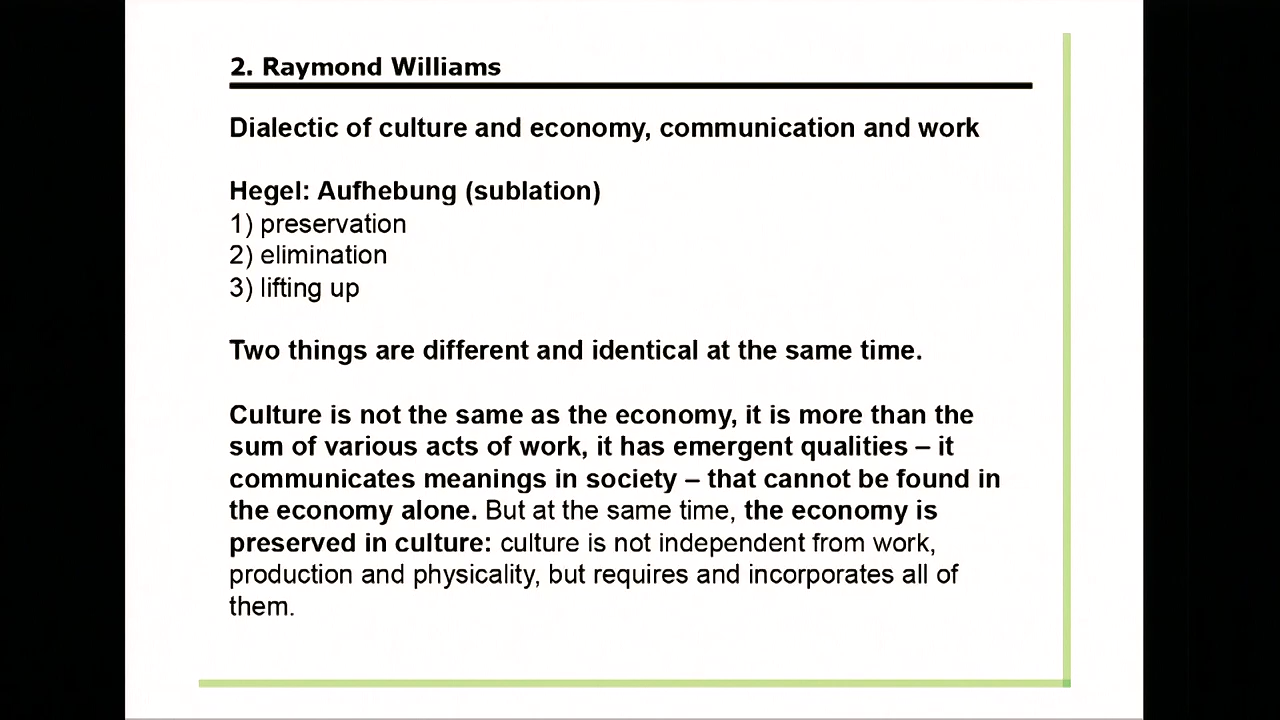 2. Raymond Williams
Dialectic of culture and economy, communication and work
Hegel: Aufhebung (sublation)
1) preservation
2) elimination
3) lifting up
Two things are different and identical at the same time.
Culture is not the same as the economy, it is more than the
sum of various acts of work, it has emergent qualities – it
communicates meanings in society – that cannot be found in
the economy alone. But at the same time, the economy is
preserved in culture: culture is not independent from work,
production and physicality, but requires and incorporates all of
them.